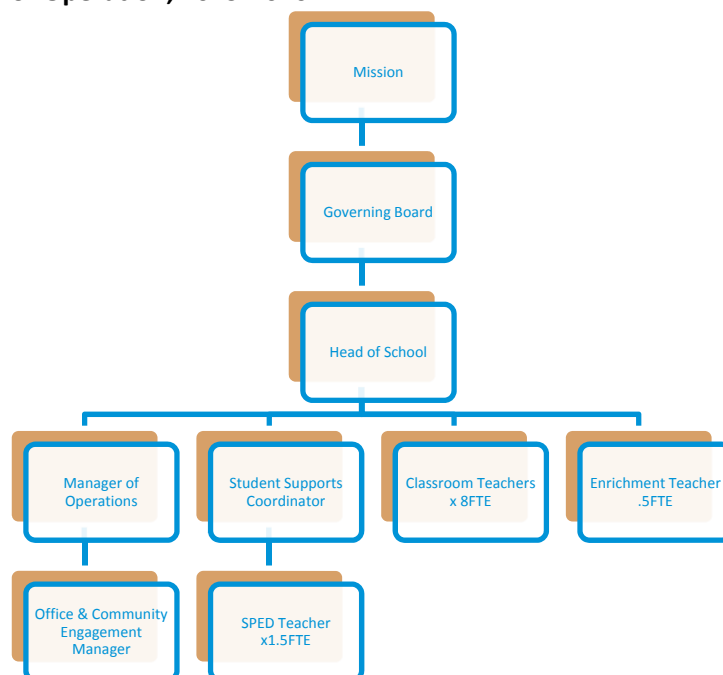 Mission
Governing Board
Head of School
Manager of
Operations
Student Supports
Coordinator
Classroom Teachers
x 8FTE
Enrichment Teacher
.5FTE
Office & Community
Engagement
Manager
SPED Teacher
x1.5FTE